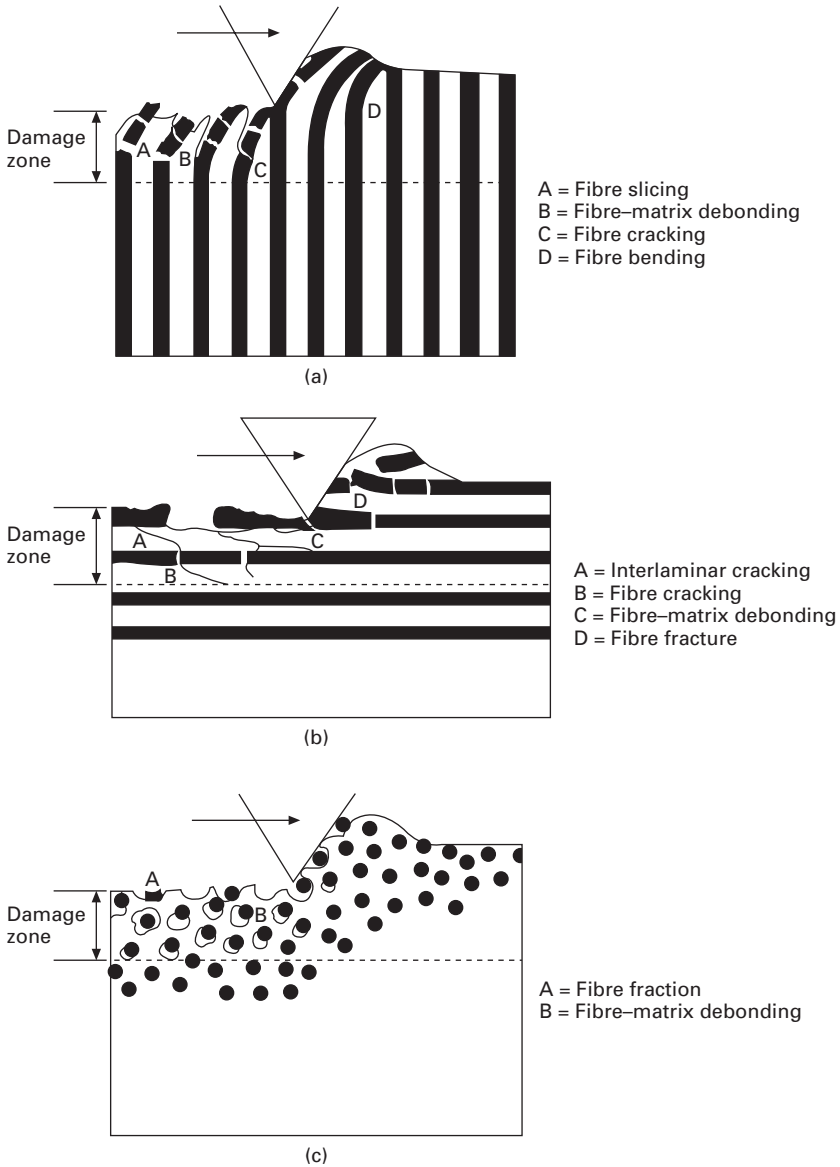 Damage
zone
A
B
C
D
A = Fibre slicing
B = Fibre–matrix debonding
C = Fibre cracking
D = Fibre bending
(a)
Damage
zone
A
B
C
D
A = Interlaminar cracking
B = Fibre cracking
C = Fibre–matrix debonding
D = Fibre fracture
(b)
Damage
zone
A
B
A = Fibre fraction
B = Fibre–matrix debonding
(c)